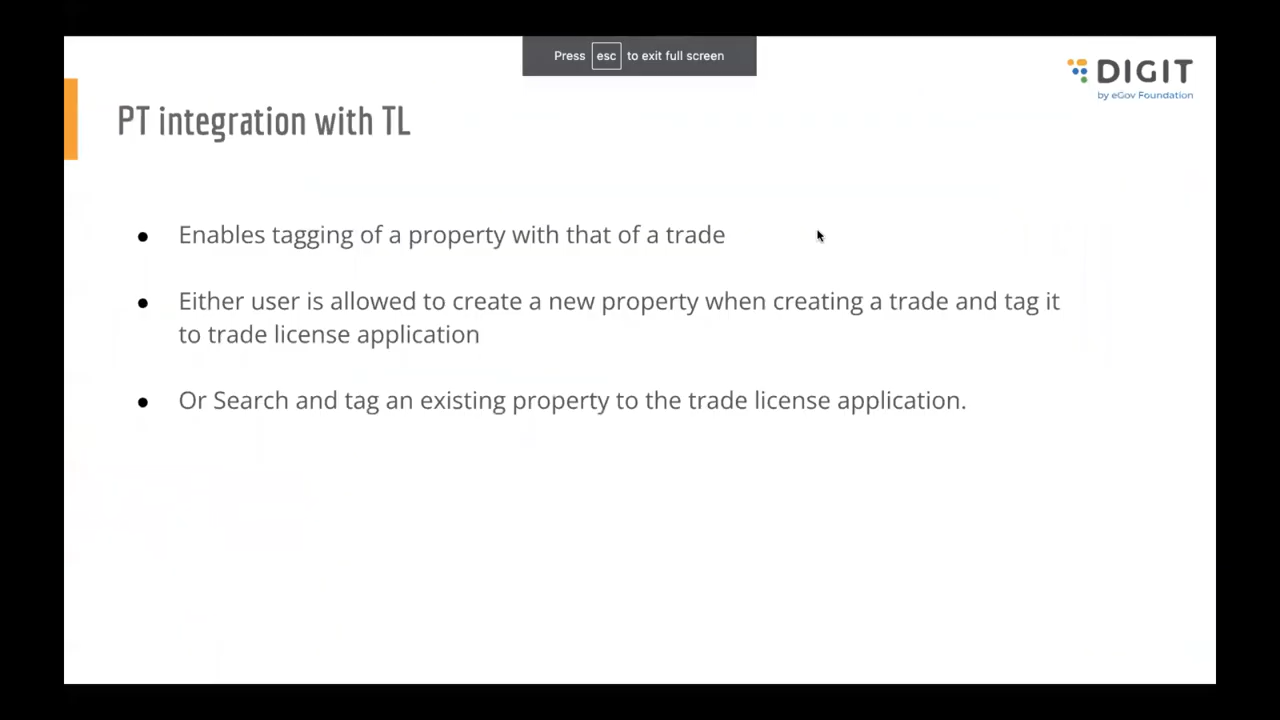 Press esc to exit full screen
DIGIT
by eGov Foundation
PT integration with TL
● Enables tagging of a property with that of a trade
● Either user is allowed to create a new property when creating a trade and tag it
to trade license application
● Or Search and tag an existing property to the trade license application.